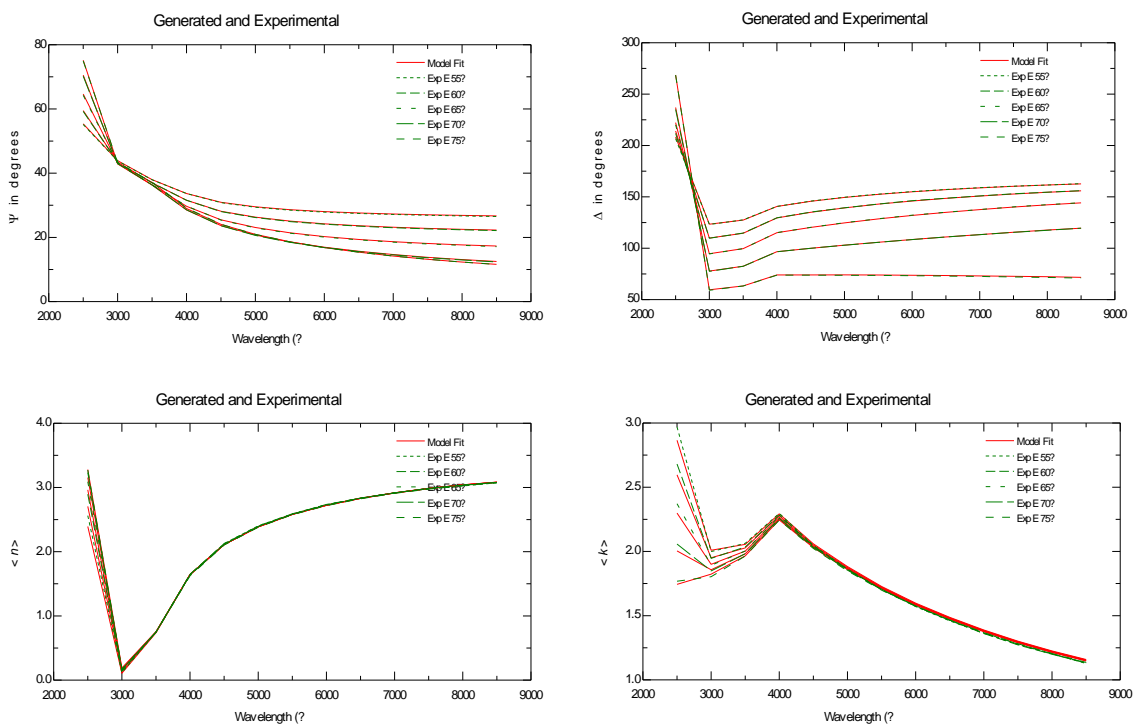 Generated and Experimental
80
60
40
20
0
Ψ in degrees
Model Fit
Exp E 55?
Exp E 60?
Exp E 65?
Exp E 70?
Exp E 75?
2000 3000 4000 5000 6000 7000 8000 9000
Wavelength (?
Generated and Experimental
300
250
200
150
100
50
Δ in degrees
Model Fit
Exp E 55?
Exp E 60?
Exp E 65?
Exp E 70?
Exp E 75?
2000 3000 4000 5000 6000 7000 8000 9000
Wavelength (?
Generated and Experimental
4.0
3.0
2.0
1.0
0.0
< n >
Model Fit
Exp E 55?
Exp E 60?
Exp E 65?
Exp E 70?
Exp E 75?
2000 3000 4000 5000 6000 7000 8000 9000
Wavelength (?
Generated and Experimental
3.0
2.5
2.0
1.5
1.0
< k >
Model Fit
Exp E 55?
Exp E 60?
Exp E 65?
Exp E 70?
Exp E 75?
2000 3000 4000 5000 6000 7000 8000 9000
Wavelength (?